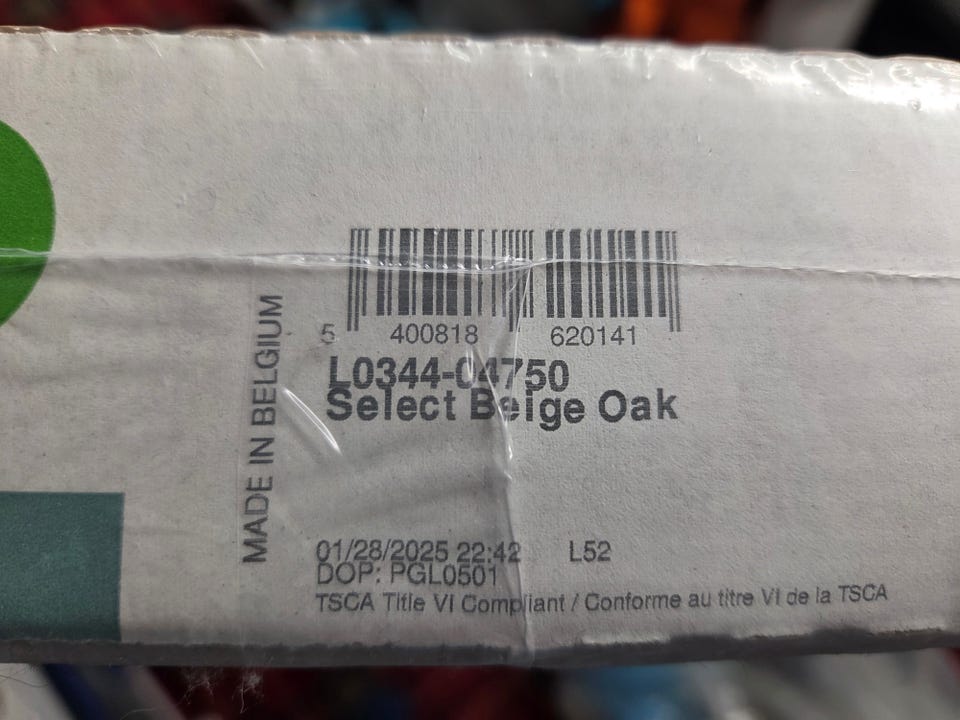 5 400818 620141
L0344-04750
Select Beige Oak
MADE IN BELGIUM
01/28/2025 22:42 L52
DOP: PGL0501
TSCA Title VI Compliant / Conforme au titre VI de la TSCA